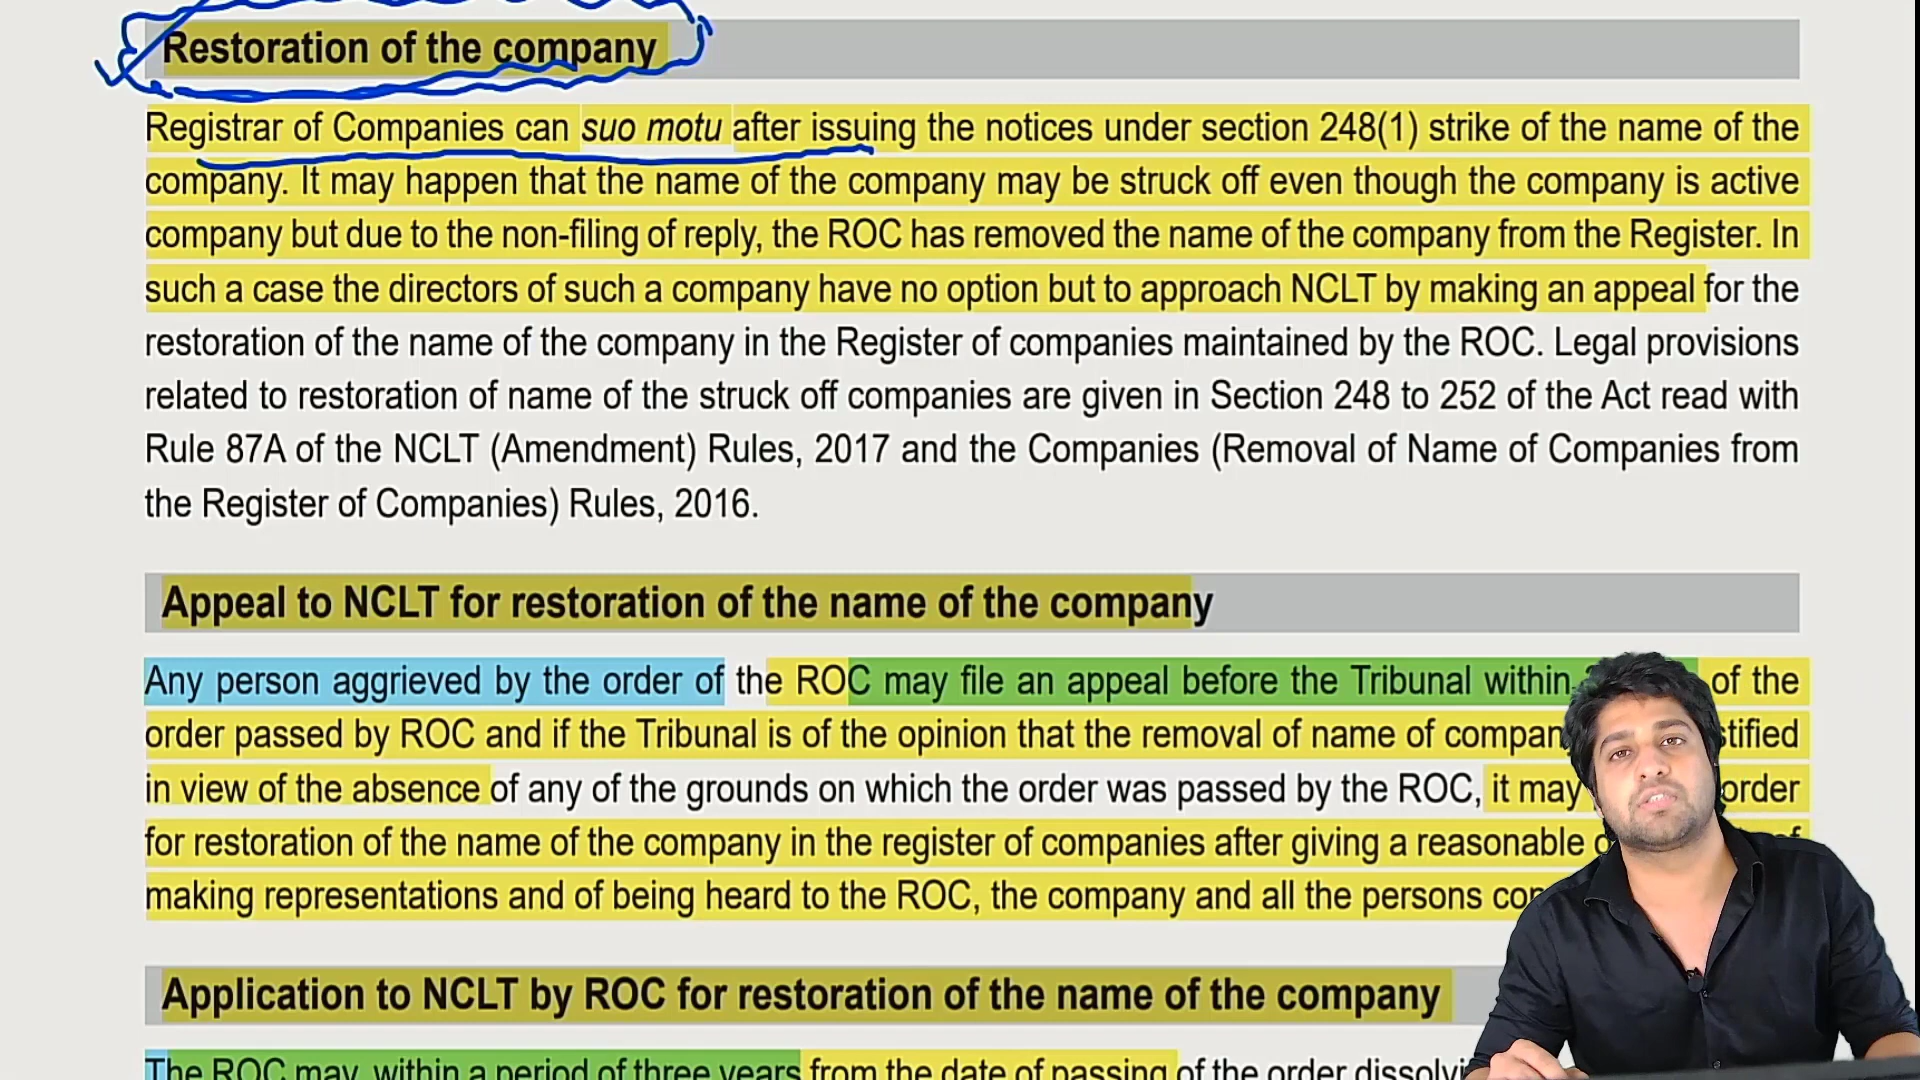 Restoration of the company
Registrar of Companies can suo motu after issuing the notices under section 248(1) strike of the name of the
company. It may happen that the name of the company may be struck off even though the company is active
company but due to the non-filing of reply, the ROC has removed the name of the company from the Register. In
such a case the directors of such a company have no option but to approach NCLT by making an appeal for the
restoration of the name of the company in the Register of companies maintained by the ROC. Legal provisions
related to restoration of name of the struck off companies are given in Section 248 to 252 of the Act read with
Rule 87A of the NCLT (Amendment) Rules, 2017 and the Companies (Removal of Name of Companies from
the Register of Companies) Rules, 2016.
Appeal to NCLT for restoration of the name of the company
Any person aggrieved by the order of the ROC may file an appeal before the Tribunal within of the
order passed by ROC and if the Tribunal is of the opinion that the removal of name of
in view of the absence of any of the grounds on which the order was passed by the ROC, it may order
for restoration of the name of the company in the register of companies after giving a reasonable
making representations and of being heard to the ROC, the company and all the persons
Application to NCLT by ROC for restoration of the name of the company
The ROC may, within a period of three years from the date of passing of the order